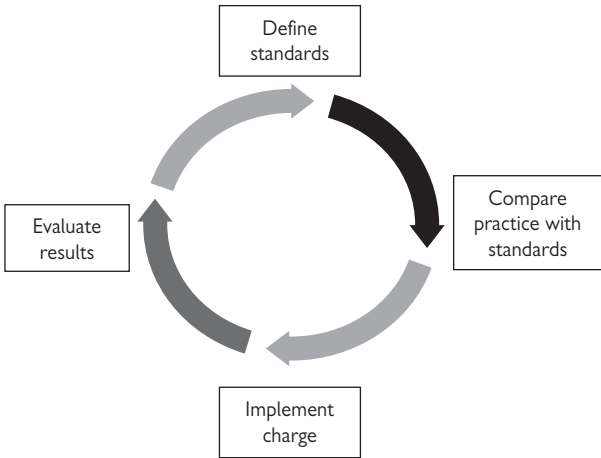 Define
standards
Compare
practice with
standards
Implement
charge
Evaluate
results